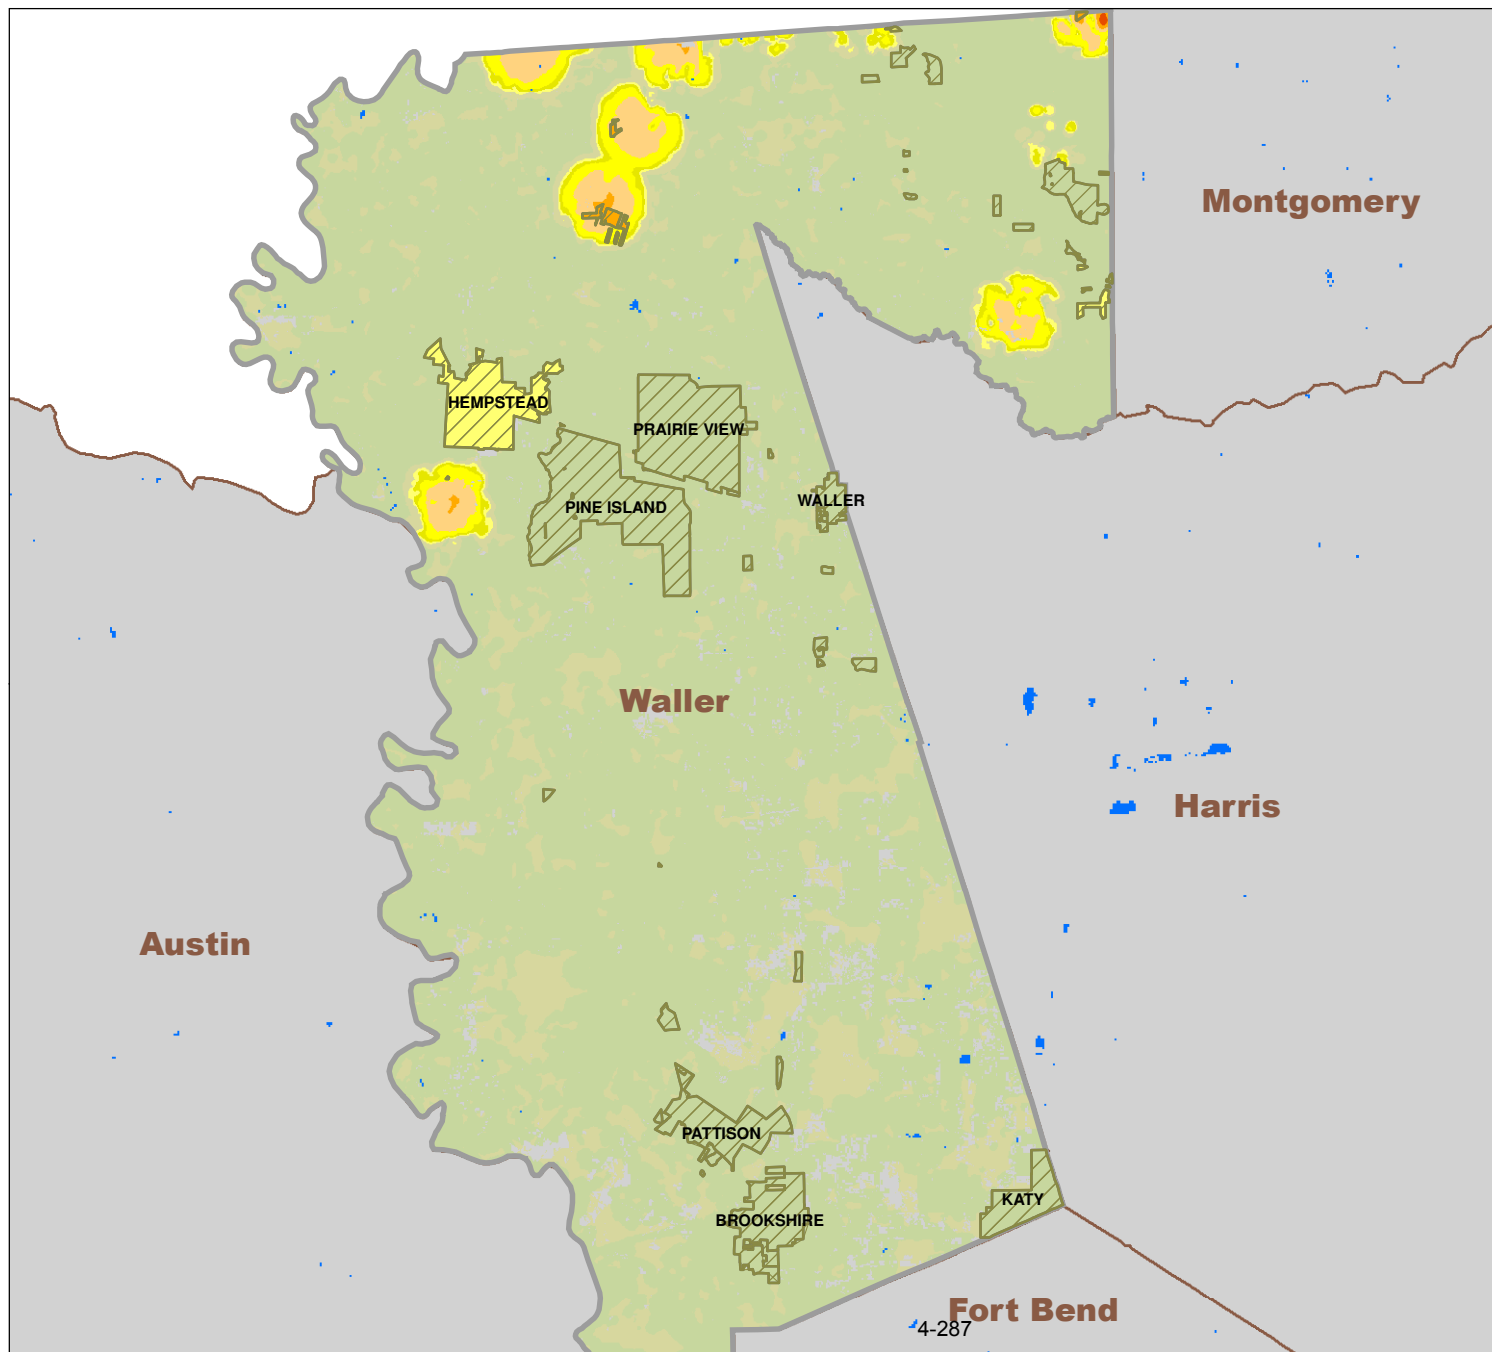 Montgomery
HEMPSTEAD
PRAIRIE VIEW
WALLER
PINE ISLAND
Waller
Harris
Austin
PATTISON
KATY
BROOKSHIRE
Fort Bend
4-287